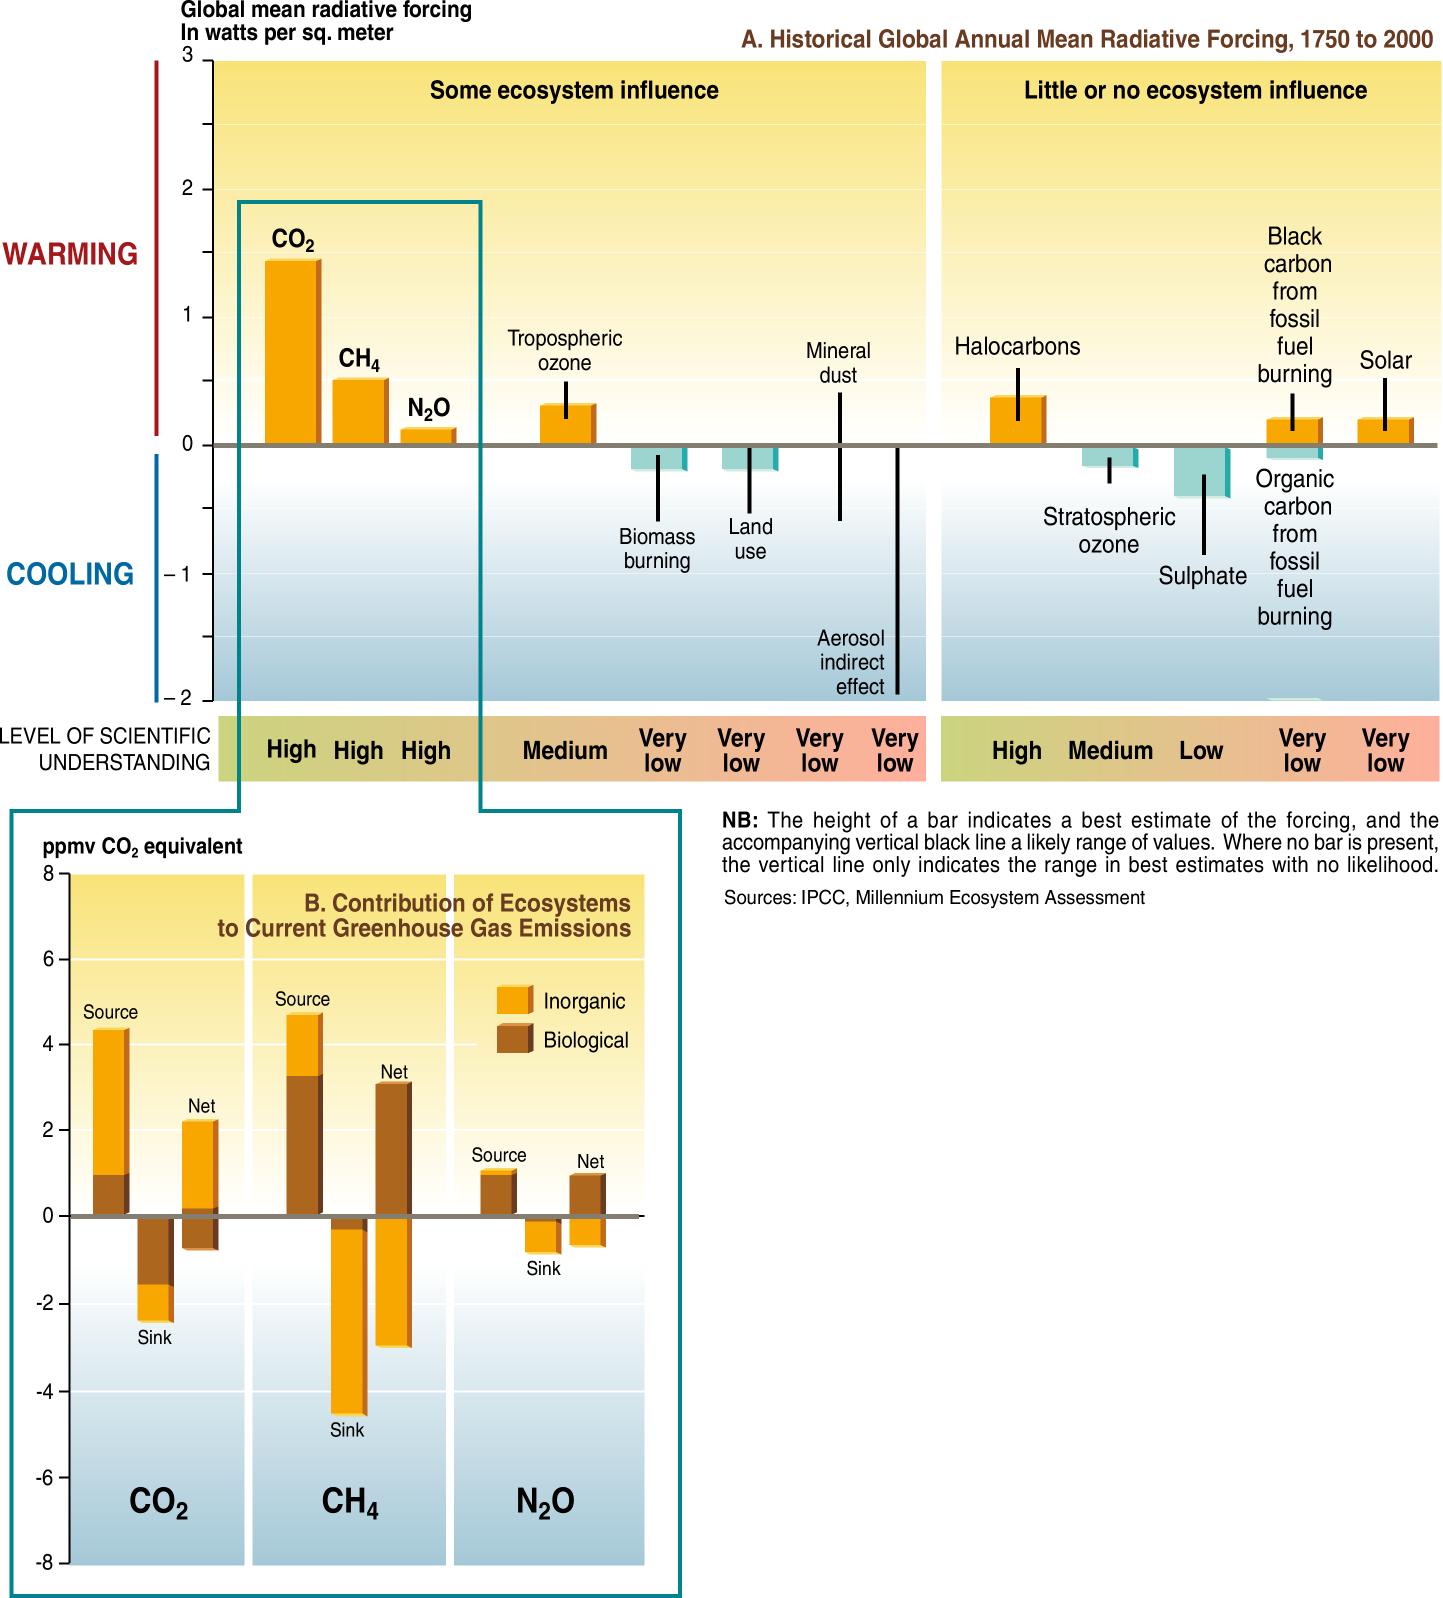 Global mean radiative forcing
In watts per sq. meter
A. Historical Global Annual Mean Radiative Forcing, 1750 to 2000
3
2
1
0
– 1
– 2
WARMING
COOLING
Some ecosystem influence
CO₂
CH₄
N₂O
Tropospheric
ozone
Biomass
burning
Land
use
Mineral
dust
Aerosol
indirect
effect
Little or no ecosystem influence
Halocarbons
Stratospheric
ozone
Sulphate
Black
carbon
from
fossil
fuel
burning
Organic
carbon
from
fossil
fuel
burning
Solar
LEVEL OF SCIENTIFIC
UNDERSTANDING
High
High
High
Medium
Very
low
Very
low
Very
low
Very
low
High
Medium
Low
Very
low
Very
low
NB: The height of a bar indicates a best estimate of the forcing, and the
accompanying vertical black line a likely range of values. Where no bar is present,
the vertical line only indicates the range in best estimates with no likelihood.
Sources: IPCC, Millennium Ecosystem Assessment
ppmv CO₂ equivalent
B. Contribution of Ecosystems
to Current Greenhouse Gas Emissions
8
6
4
2
0
-2
-4
-6
-8
Inorganic
Biological
Source
Sink
Net
CO₂
Source
Sink
Net
CH₄
Source
Sink
Net
N₂O